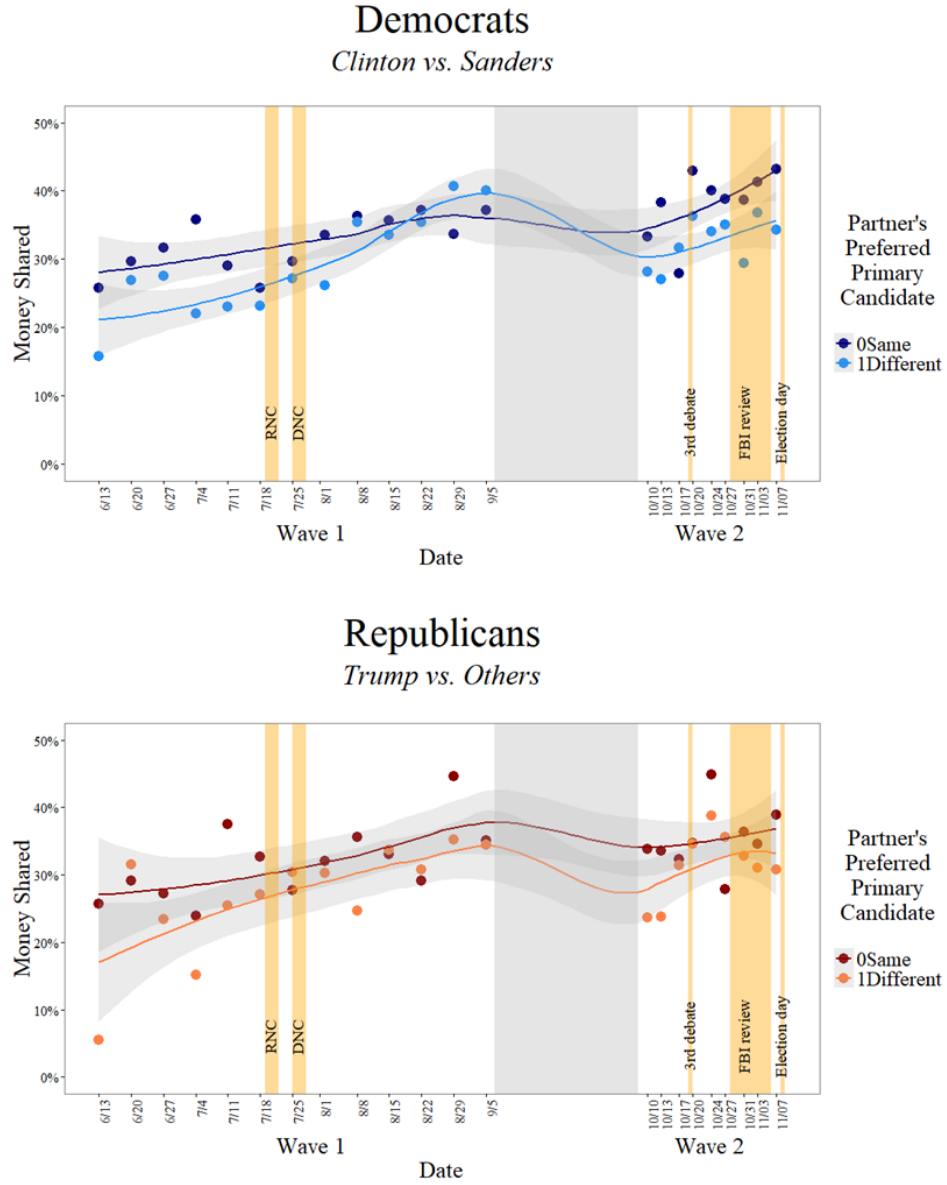 Democrats
Clinton vs. Sanders
50%
40%
30%
20%
10%
0%
Money Shared
RNC
DNC
3rd debate
FBI review
Election day
6/13
6/20
6/27
7/4
7/11
7/18
7/25
8/1
8/8
8/15
8/22
8/29
9/5
10/10
10/13
10/17
10/20
10/24
10/27
10/31
11/03
11/07
Wave 1
Wave 2
Date
Partner's
Preferred
Primary
Candidate
0Same
1Different
Republicans
Trump vs. Others
50%
40%
30%
20%
10%
0%
Money Shared
RNC
DNC
3rd debate
FBI review
Election day
6/13
6/20
6/27
7/4
7/11
7/18
7/25
8/1
8/8
8/15
8/22
8/29
9/5
10/10
10/13
10/17
10/20
10/24
10/27
10/31
11/03
11/07
Wave 1
Wave 2
Date
Partner's
Preferred
Primary
Candidate
0Same
1Different